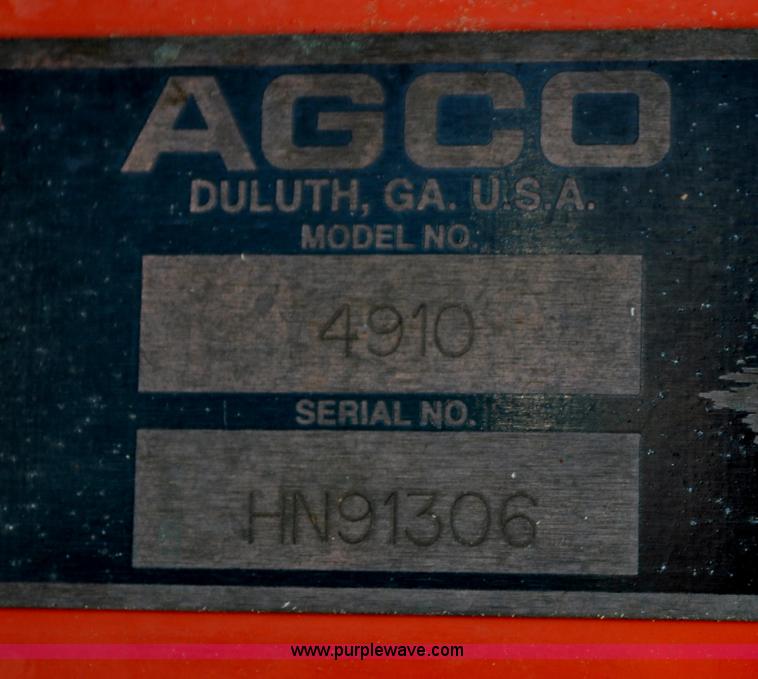 AGCO
DULUTH, GA. U.S.A.
MODEL NO.
4910
SERIAL NO.
HN91306
www.purplewave.com